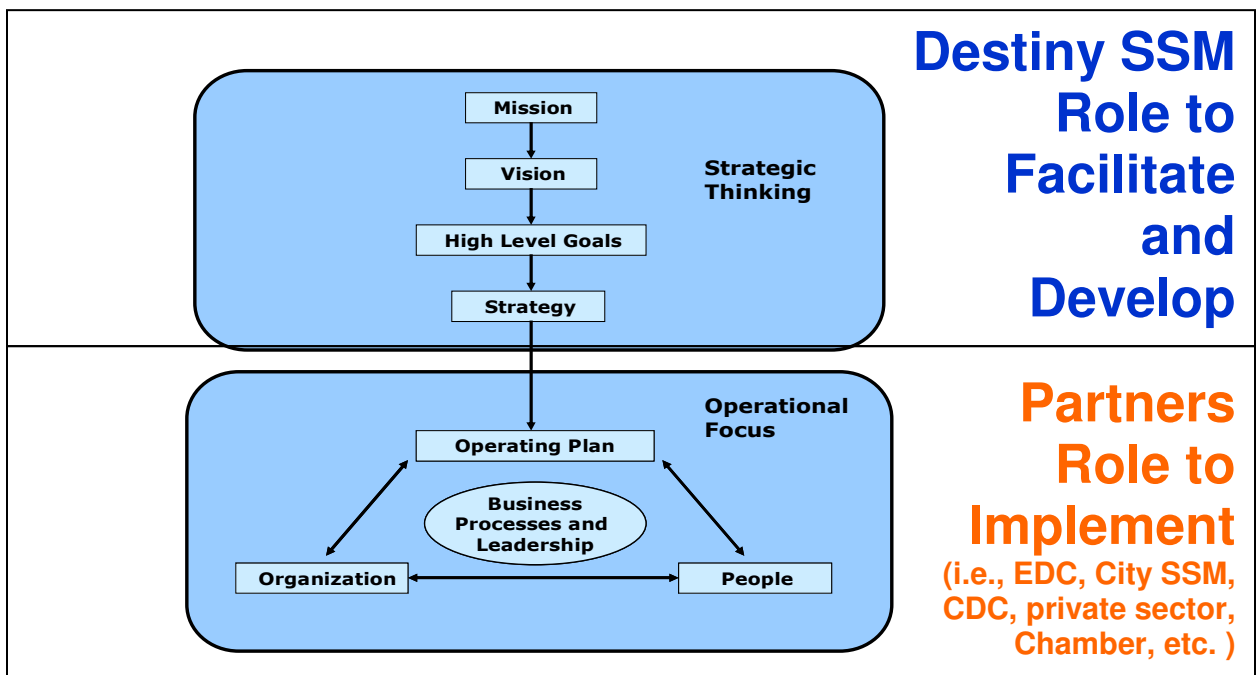 Destiny SSM
Role to
Facilitate
and
Develop
Mission
Vision
High Level Goals
Strategy
Strategic
Thinking
Partners
Role to
Implement
(i.e., EDC, City SSM,
CDC, private sector,
Chamber, etc. )
Operational
Focus
Operating Plan
Business
Processes and
Leadership
Organization
People